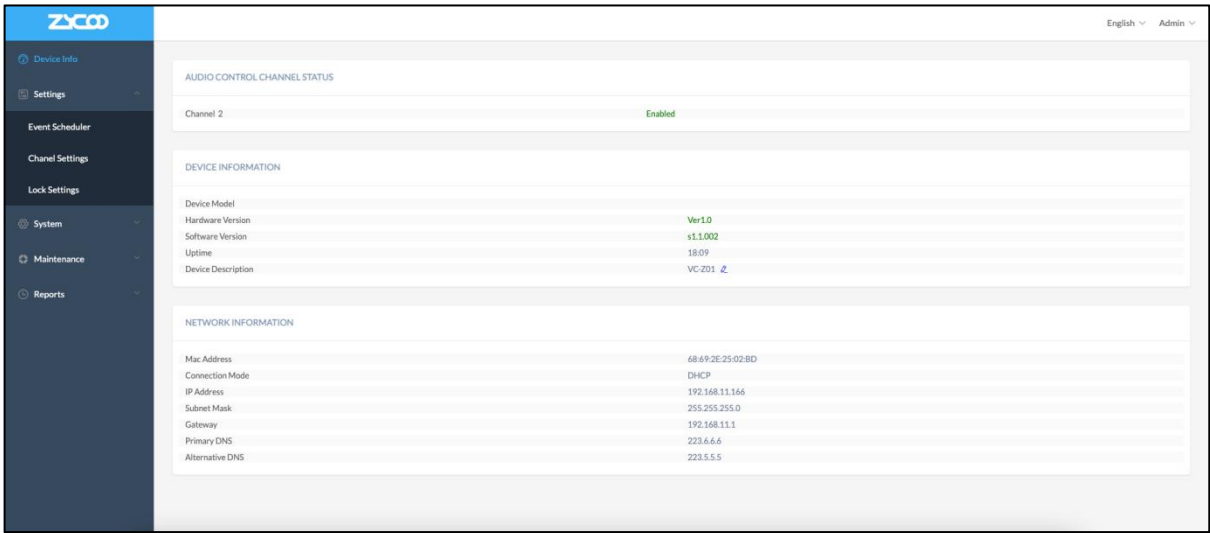 ZYCOO
English Admin
Device Info
Settings
Event Scheduler
Chanel Settings
Lock Settings
System
Maintenance
Reports
AUDIO CONTROL CHANNEL STATUS
Channel 2 Enabled
DEVICE INFORMATION
Device Model
Hardware Version Ver1.0
Software Version s1.1.002
Uptime 18:09
Device Description VC-Z01
NETWORK INFORMATION
Mac Address 68:69:2E:25:02:BD
Connection Mode DHCP
IP Address 192.168.11.166
Subnet Mask 255.255.255.0
Gateway 192.168.11.1
Primary DNS 223.6.6.6
Alternative DNS 223.5.5.5